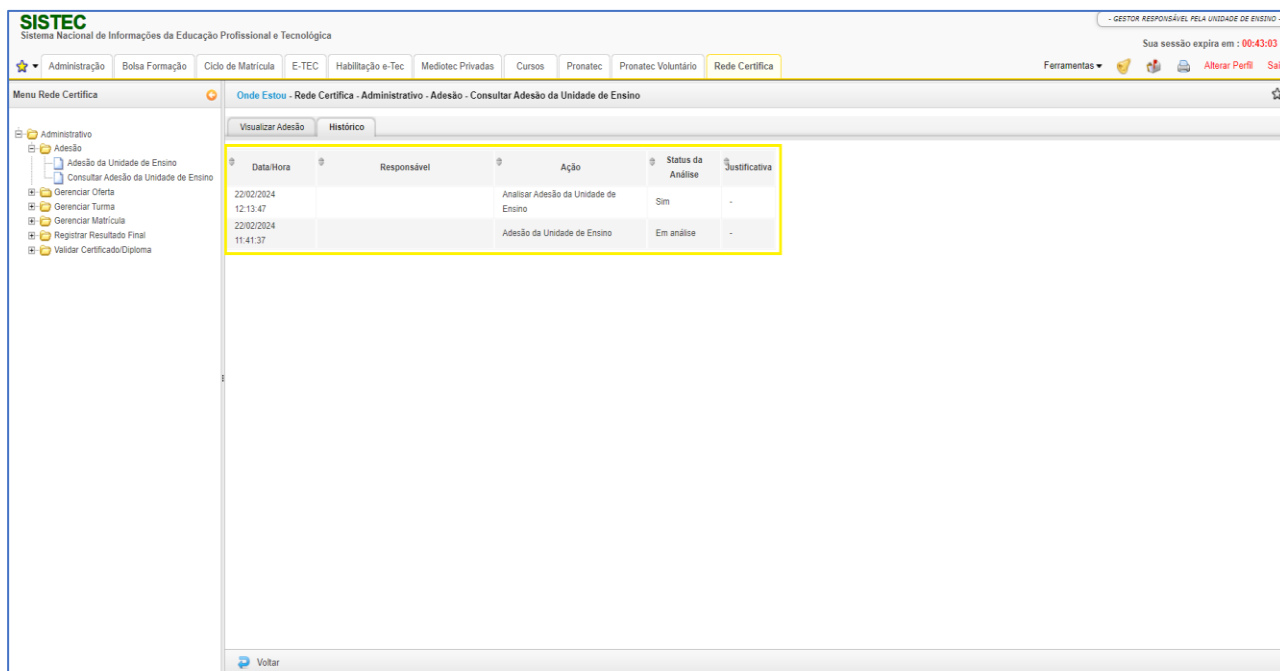 SISTEC
Sistema Nacional de Informações da Educação Profissional e Tecnológica
- GESTOR RESPONSÁVEL PELA UNIDADE DE ENSINO -
Sua sessão expira em : 00:43:03
Administração Bolsa Formação Ciclo de Matrícula E-TEC Habilitação e-Tec Mediotec Privadas Cursos Pronatec Pronatec Voluntário Rede Certifica Ferramentas Alterar Perfil Sai
Menu Rede Certifica
Onde Estou - Rede Certifica - Administrativo - Adesão - Consultar Adesão da Unidade de Ensino
Administrativo
Adesão
Adesão da Unidade de Ensino
Consultar Adesão da Unidade de Ensino
Gerenciar Oferta
Gerenciar Turma
Gerenciar Matrícula
Registrar Resultado Final
Validar Certificado/Diploma
Visualizar Adesão Histórico
Data/Hora Responsável Ação Status da Análise Justificativa
22/02/2024 12:13:47 Analisar Adesão da Unidade de Ensino Sim -
22/02/2024 11:41:37 Adesão da Unidade de Ensino Em análise -
Voltar